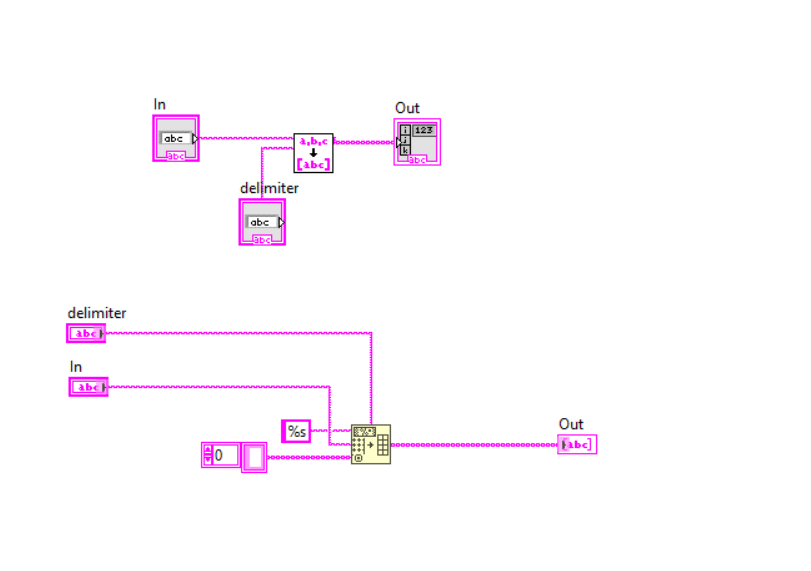 In
Out
abc
123
i
j
k
abc
abc
a,b,c
[abc]
delimiter
abc
abc
delimiter
abc
In
abc
%s
Out
0
abc]